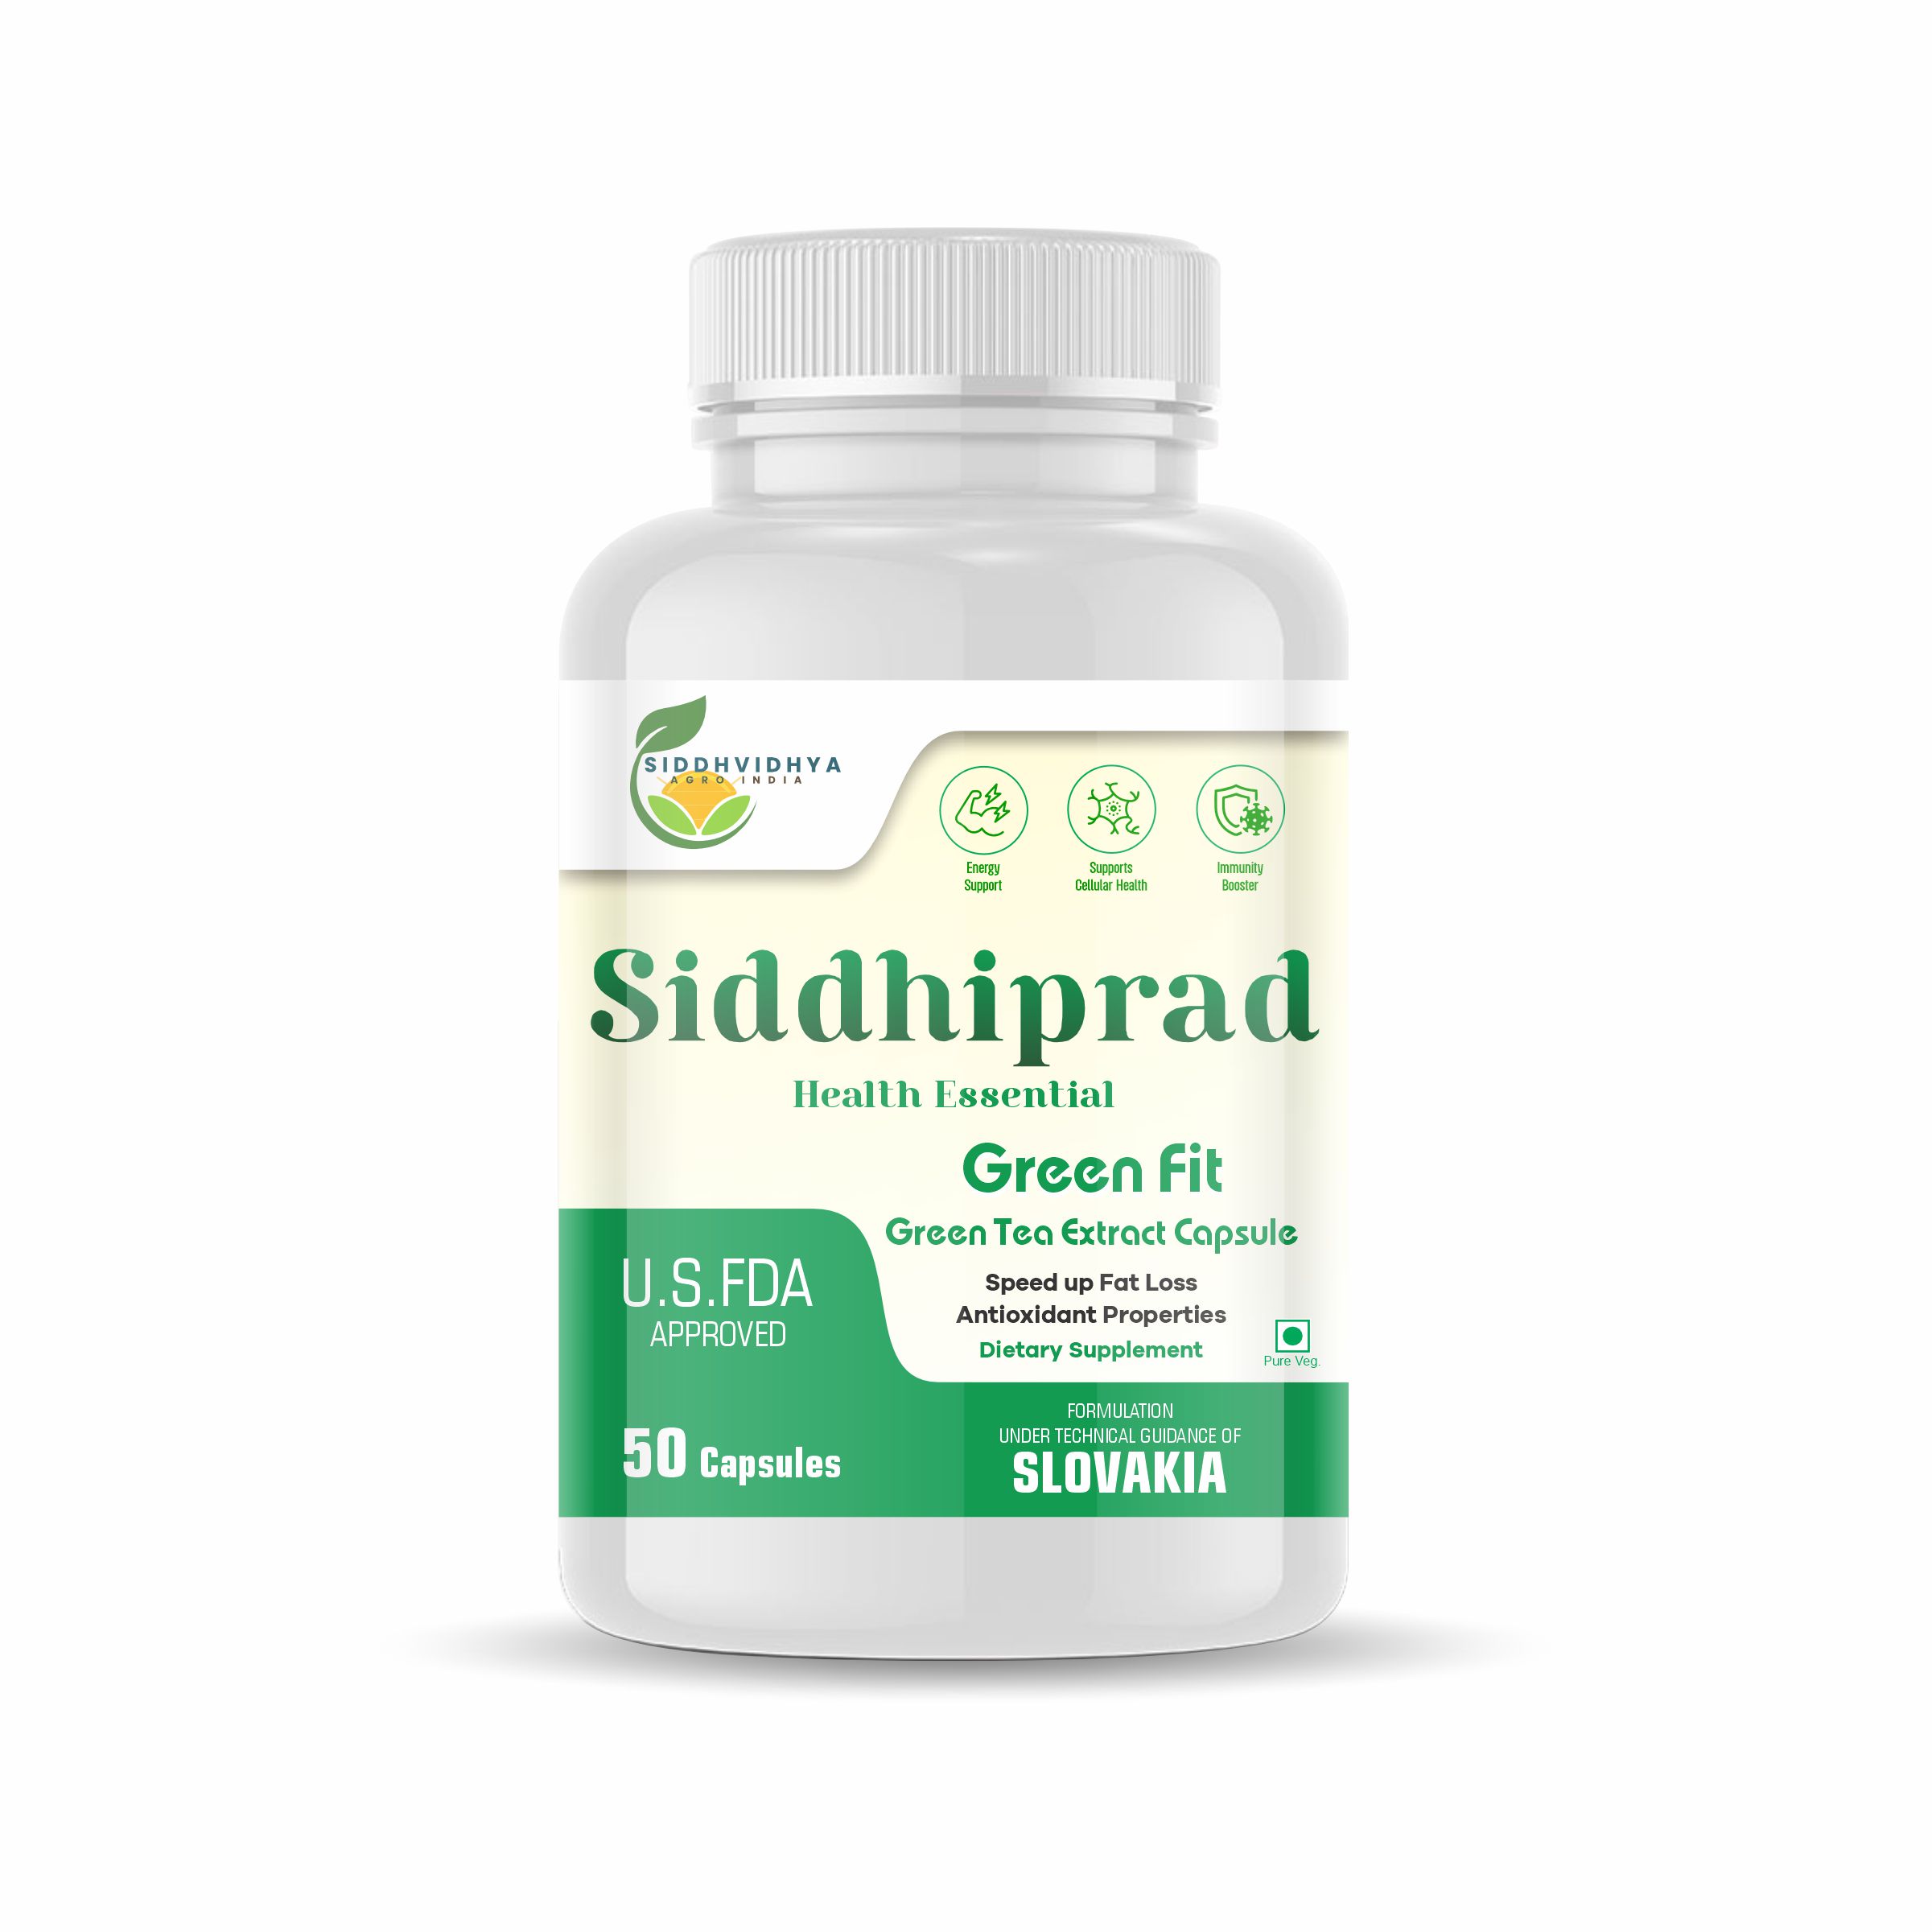 SIDDHVIDHYA
AGRO INDIA
Energy
Support
Supports
Cellular Health
Immunity
Booster
Siddhiprad
Health Essential
Green Fit
Green Tea Extract Capsule
Speed up Fat Loss
Antioxidant Properties
Dietary Supplement
Pure Veg.
U.S.FDA
APPROVED
50 Capsules
FORMULATION
UNDER TECHNICAL GUIDANCE OF
SLOVAKIA